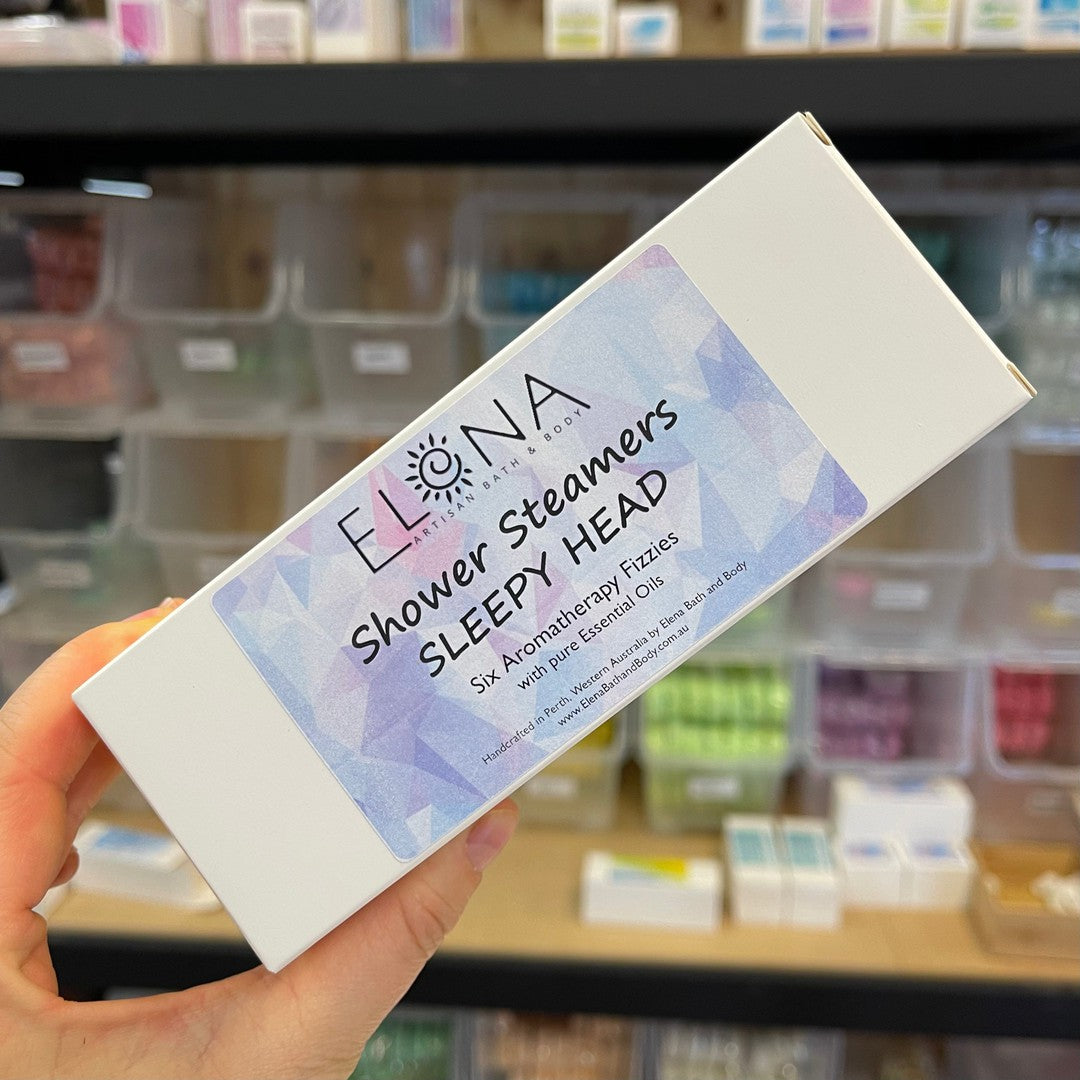 ELENA
ARTISAN BATH & BODY
Shower Steamers
SLEEPY HEAD
Six Aromatherapy Fizzies
with pure Essential Oils
Handcrafted in Perth, Western Australia by Elena Bath and Body
www.ElenaBathandBody.com.au